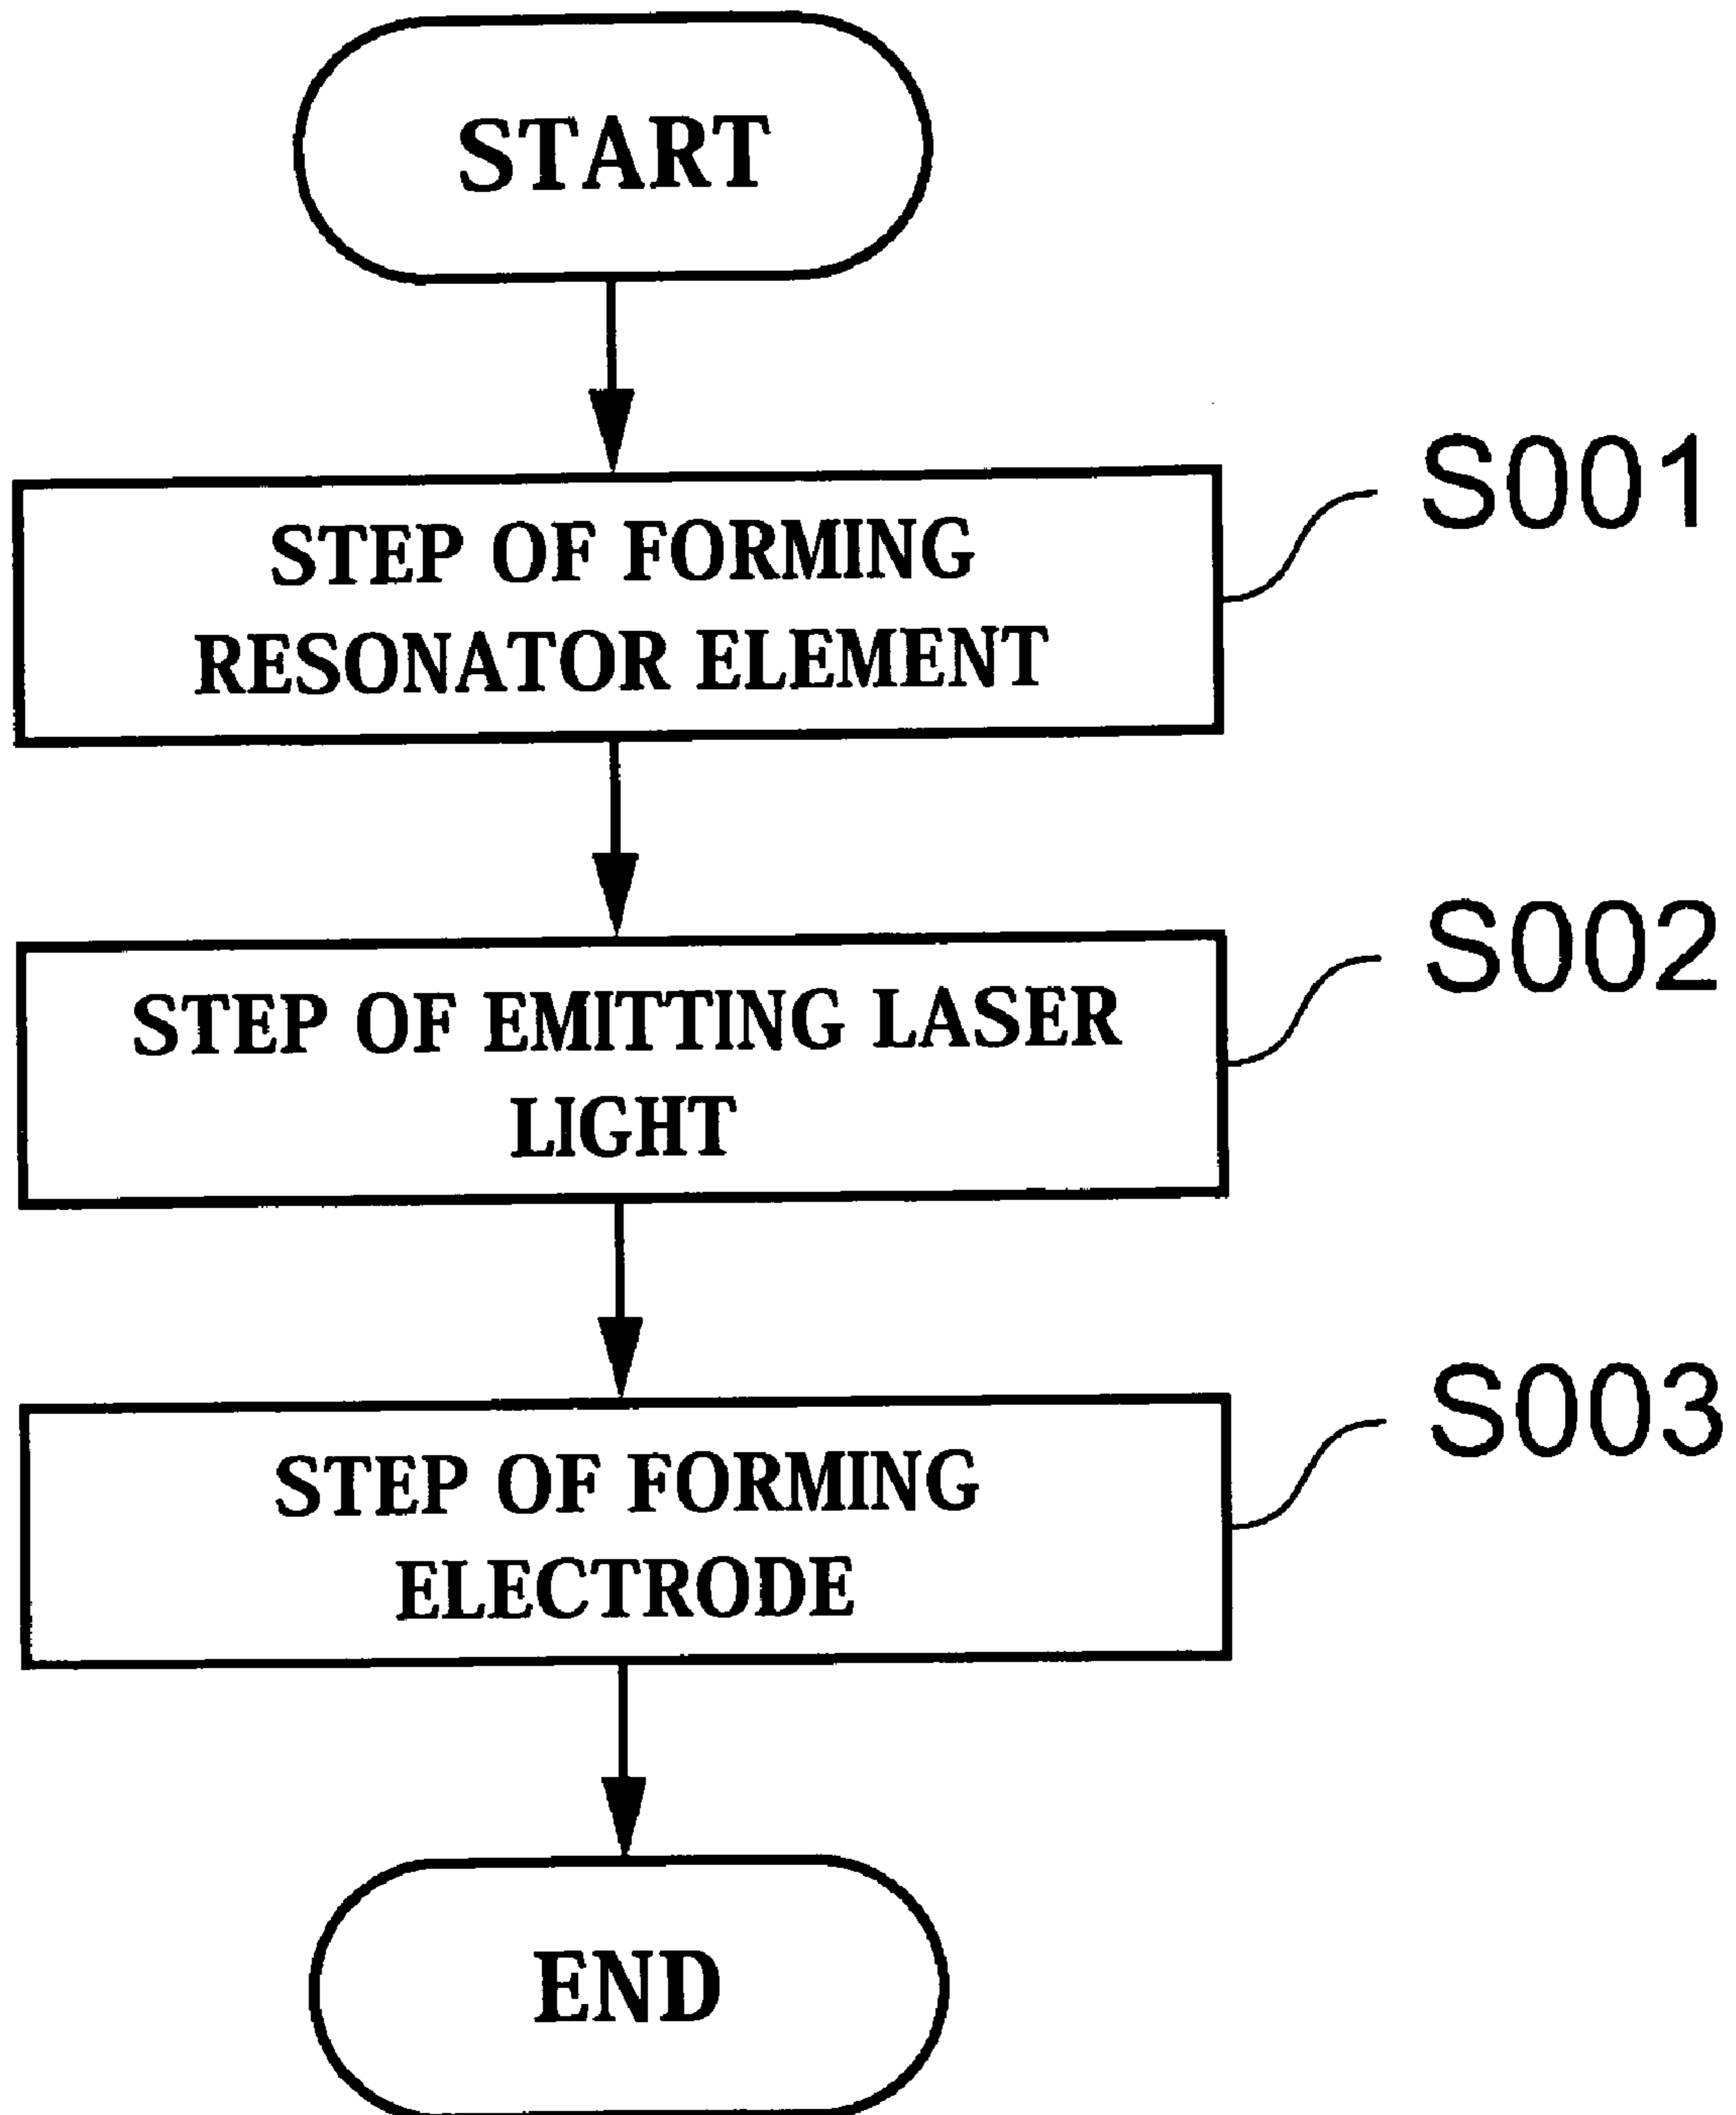 START
S001
STEP OF FORMING
RESONATOR ELEMENT
S002
STEP OF EMITTING LASER
LIGHT
S003
STEP OF FORMING
ELECTRODE
END